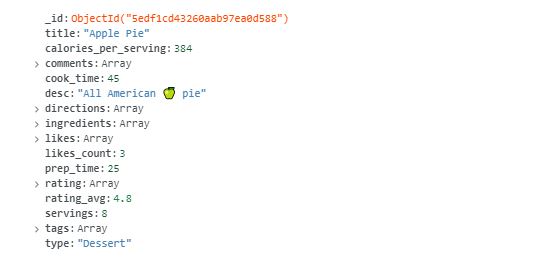 _id: ObjectId("5edf1cd43260aab97ea0d588")
title: "Apple Pie"
calories_per_serving: 384
> comments: Array
cook_time: 45
desc: "All American 🍏 pie"
> directions: Array
> ingredients: Array
> likes: Array
likes_count: 3
prep_time: 25
> rating: Array
rating_avg: 4.8
servings: 8
> tags: Array
type: "Dessert"